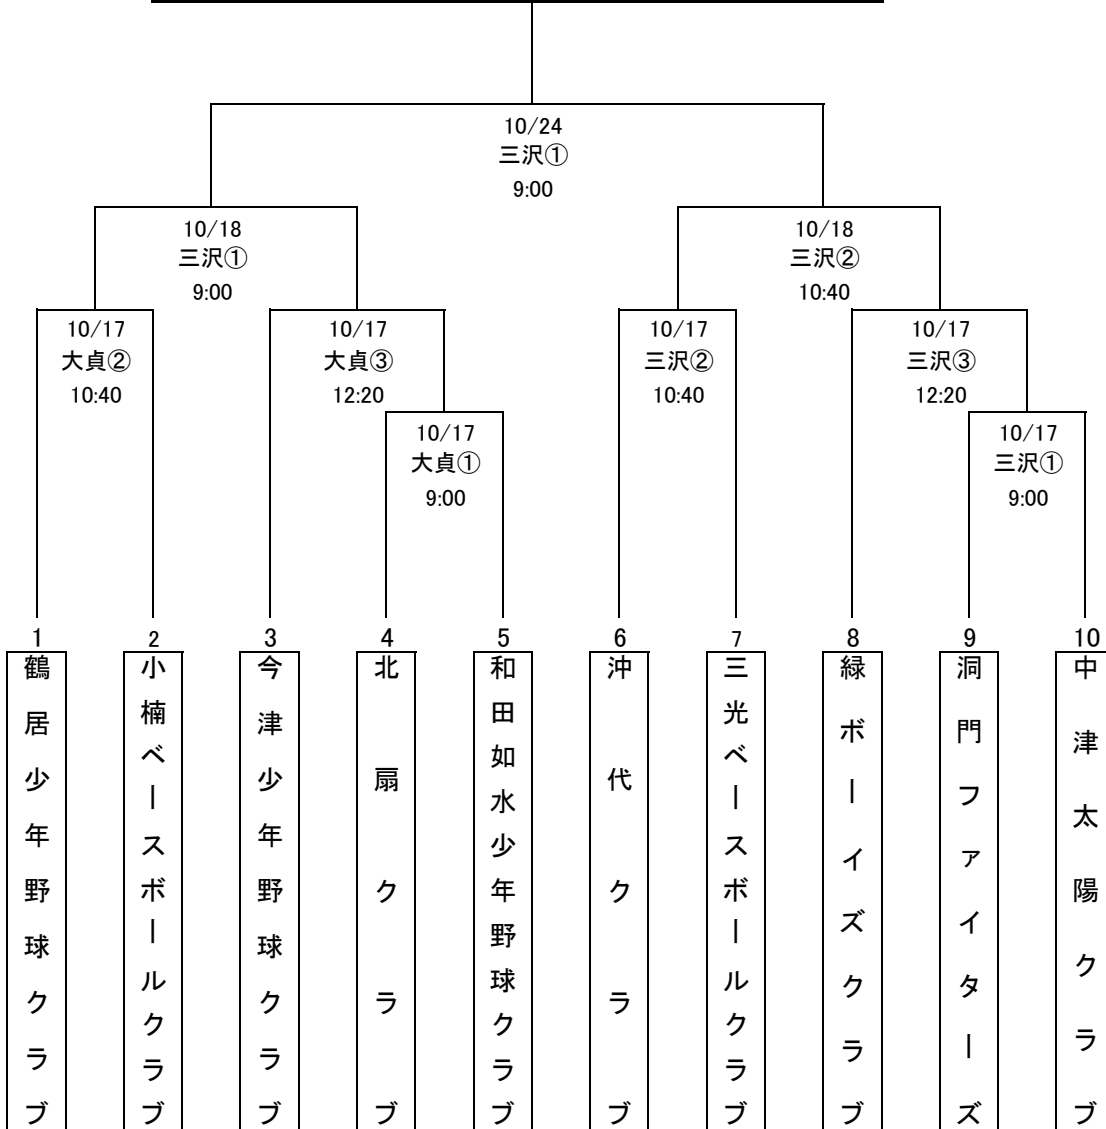 10/24
三沢①
9:00
10/18
三沢①
9:00
10/18
三沢②
10:40
10/17
大貞②
10:40
10/17
大貞③
12:20
10/17
三沢②
10:40
10/17
三沢③
12:20
10/17
大貞①
9:00
10/17
三沢①
9:00
1
鶴居少年野球クラブ
2
小楠ベースボールクラブ
3
今津少年野球クラブ
4
北扇クラブ
5
和田如水少年野球クラブ
6
沖代クラブ
7
三光ベースボールクラブ
8
緑ボーイズクラブ
9
洞門ファイターズ
10
中津太陽クラブ